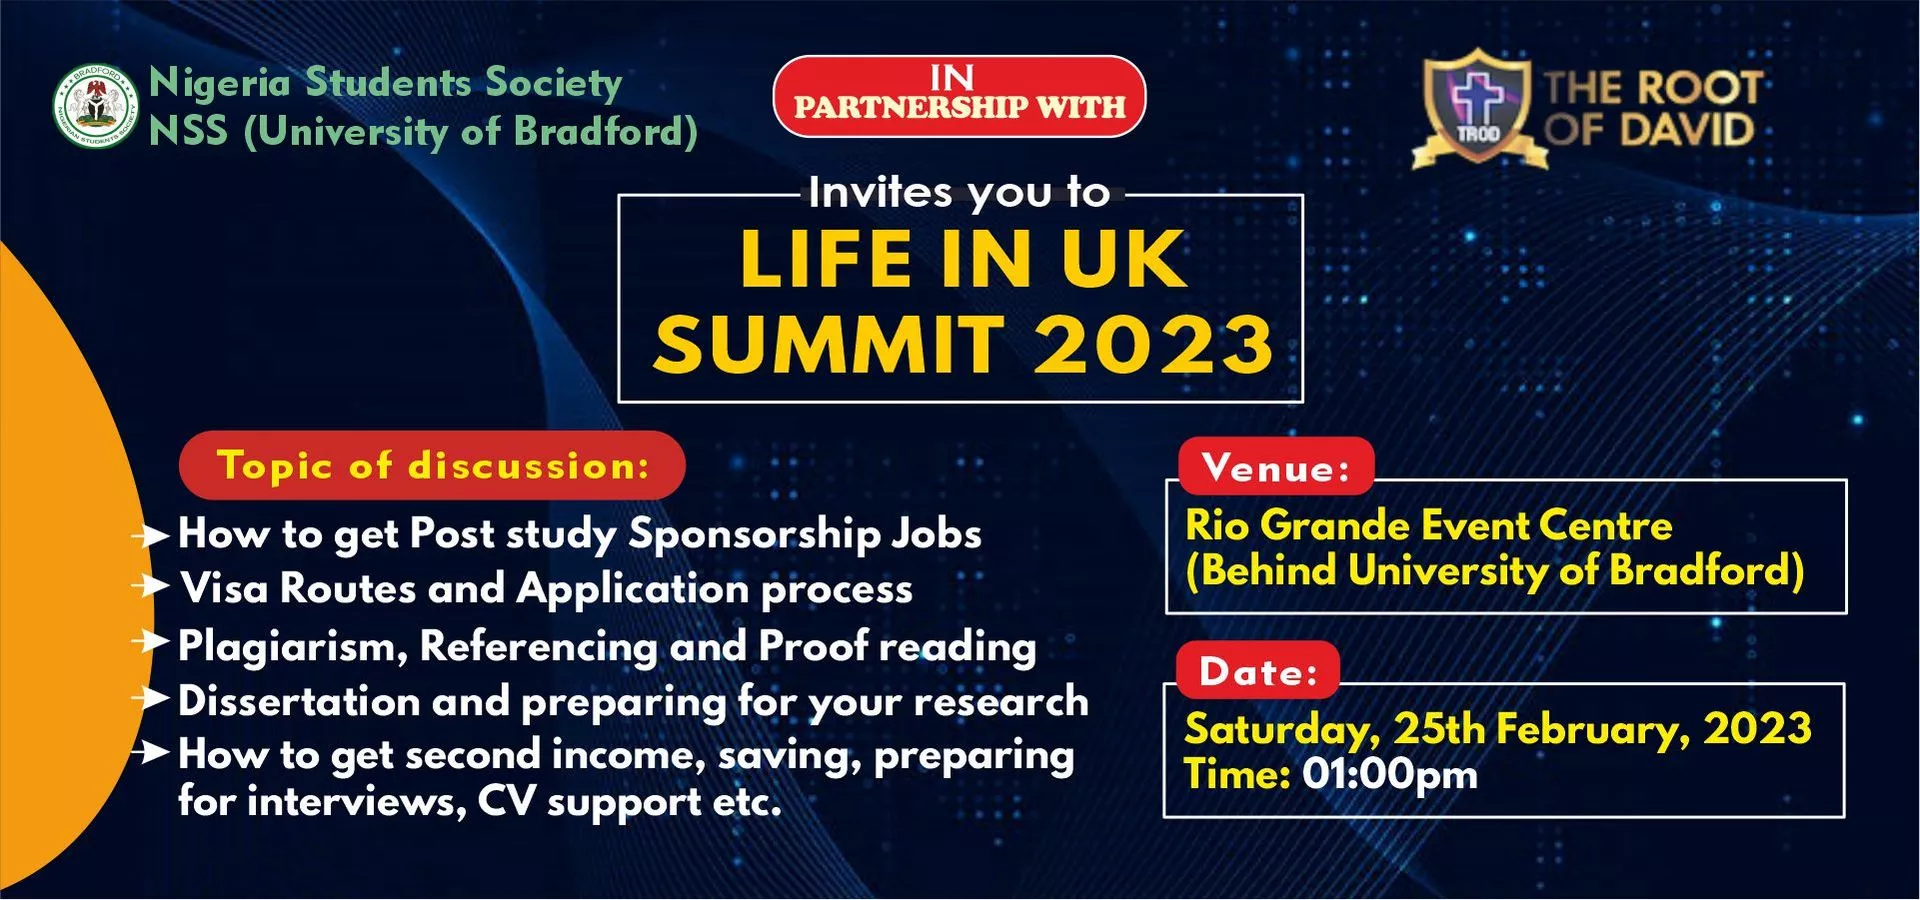 Nigeria Students Society
NSS (University of Bradford)
BRADFORD
NIGERIAN STUDENTS SOCIETY
IN
PARTNERSHIP WITH
TROD
THE ROOT
OF DAVID
Invites you to
LIFE IN UK
SUMMIT 2023
Topic of discussion:
How to get Post study Sponsorship Jobs
Visa Routes and Application process
Plagiarism, Referencing and Proof reading
Dissertation and preparing for your research
How to get second income, saving, preparing
for interviews, CV support etc.
Venue:
Rio Grande Event Centre
(Behind University of Bradford)
Date:
Saturday, 25th February, 2023
Time: 01:00pm